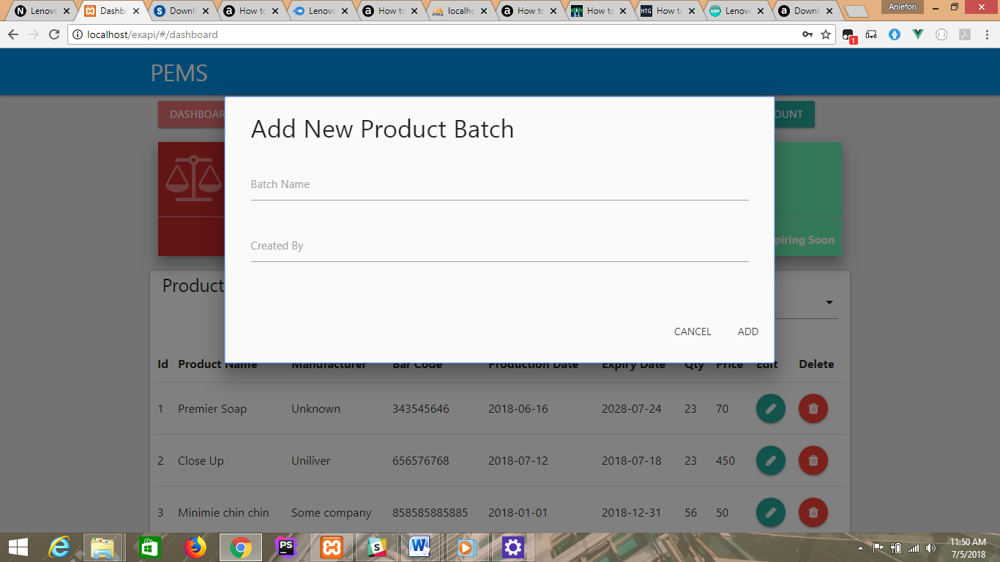 Lenovo
Dashbo
Downlo
How to
Lenovo
How to
localho
How to
How to
How to
Lenovo
Downl
Aniefon
localhost/exapi/#/dashboard
1
PEMS
DASHBOAR
OUNT
Add New Product Batch
Batch Name
Created By
CANCEL
ADD
piring Soon
Product
Id Product Name Manufacturer Bar Code Production Date Expiry Date Qty Price Edit Delete
1 Premier Soap Unknown 343545646 2018-06-16 2028-07-24 23 70
2 Close Up Uniliver 656576768 2018-07-12 2018-07-18 23 450
3 Minimie chin chin Some company 858585885885 2018-01-01 2018-12-31 56 50
11:50 AM
7/5/2018